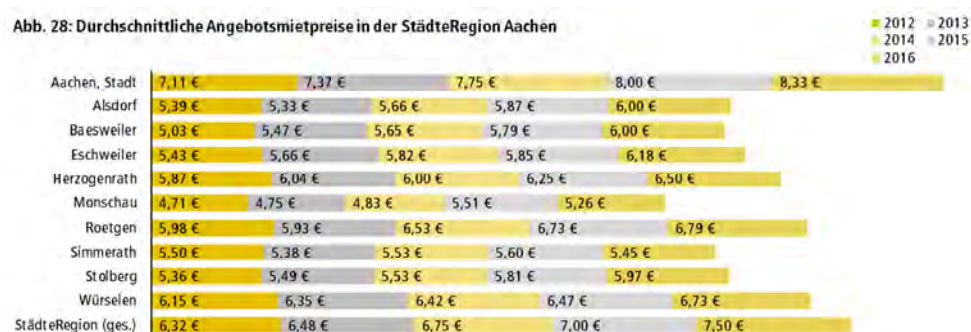 Abb. 28: Durchschnittliche Angebotsmietpreise in der StädteRegion Aachen
2012 2013
2014 2015
2016
Aachen, Stadt 7,11 € 7,37 € 7,75 € 8,00 € 8,33 €
Alsdorf 5,39 € 5,33 € 5,66 € 5,87 € 6,00 €
Baesweiler 5,03 € 5,47 € 5,65 € 5,79 € 6,00 €
Eschweiler 5,43 € 5,66 € 5,82 € 5,85 € 6,18 €
Herzogenrath 5,87 € 6,04 € 6,00 € 6,25 € 6,50 €
Monschau 4,71 € 4,75 € 4,83 € 5,51 € 5,26 €
Roetgen 5,98 € 5,93 € 6,53 € 6,73 € 6,79 €
Simmerath 5,50 € 5,38 € 5,53 € 5,60 € 5,45 €
Stolberg 5,36 € 5,49 € 5,53 € 5,81 € 5,97 €
Würselen 6,15 € 6,35 € 6,42 € 6,47 € 6,73 €
StädteRegion (ges.) 6,32 € 6,48 € 6,75 € 7,00 € 7,50 €